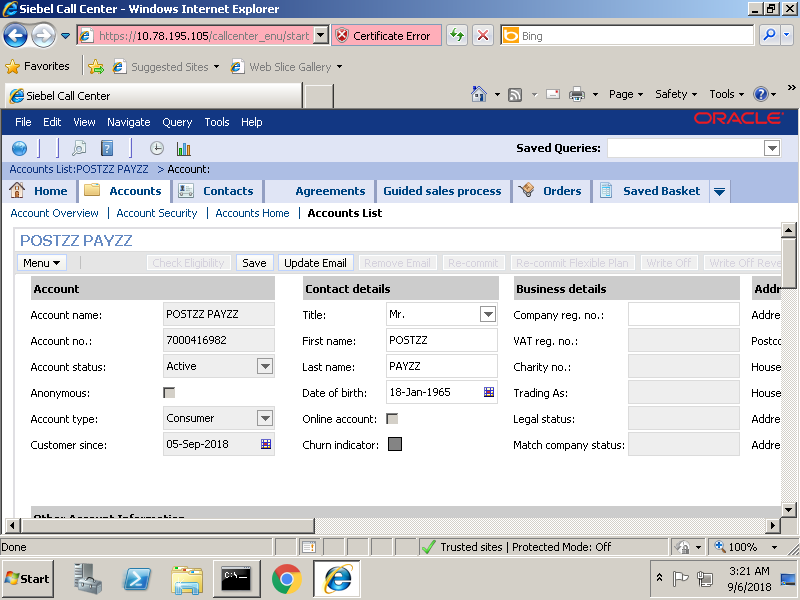 Siebel Call Center - Windows Internet Explorer
https://10.78.195.105/callcenter_enu/start
Certificate Error
Bing
Favorites
Suggested Sites
Web Slice Gallery
Siebel Call Center
Page
Safety
Tools
»
File Edit View Navigate Query Tools Help
ORACLE
Saved Queries:
Accounts List:POSTZZ PAYZZ > Account:
Home
Accounts
Contacts
Agreements
Guided sales process
Orders
Saved Basket
Account Overview | Account Security | Accounts Home | Accounts List
POSTZZ PAYZZ
Menu
Check Eligibility
Save
Update Email
Remove Email
Re-commit
Re-commit Flexible Plan
Write Off
Write Off Reve
Account
Contact details
Business details
Addr
Account name: POSTZZ PAYZZ
Title: Mr.
Company reg. no.:
Addre
Account no.: 7000416982
First name: POSTZZ
VAT reg. no.:
Postco
Account status: Active
Last name: PAYZZ
Charity no.:
House
Anonymous:
Date of birth: 18-Jan-1965
Trading As:
House
Account type: Consumer
Online account:
Legal status:
Addre
Customer since: 05-Sep-2018
Churn indicator:
Match company status:
Addre
Other Account Information
Done
Trusted sites | Protected Mode: Off
100%
Start
3:21 AM
9/6/2018